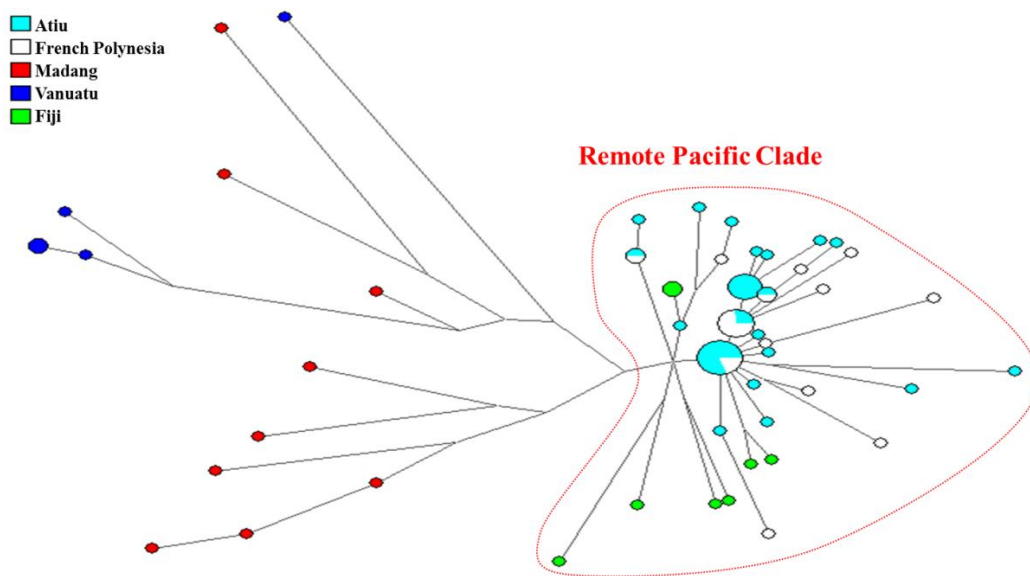 Atiu
French Polynesia
Madang
Vanuatu
Fiji
Remote Pacific Clade